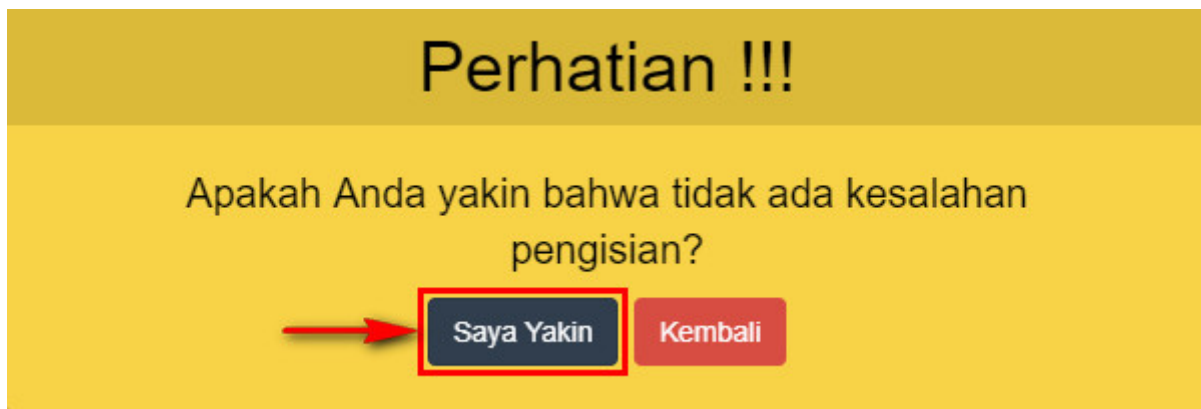 Perhatian !!!
Apakah Anda yakin bahwa tidak ada kesalahan
pengisian?
Saya Yakin
Kembali